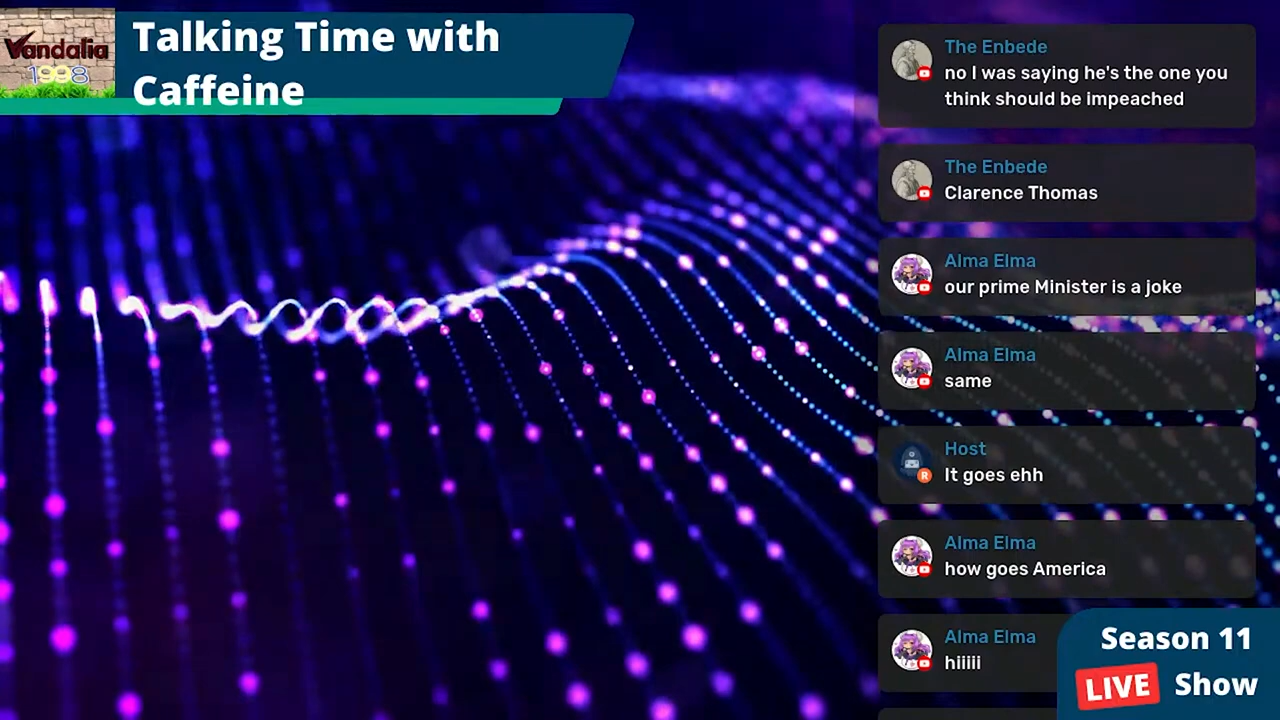 Vandalia
1998
Talking Time with
Caffeine
The Enbede
no I was saying he's the one you
think should be impeached
The Enbede
Clarence Thomas
Alma Elma
our prime Minister is a joke
Alma Elma
same
Host
It goes ehh
Alma Elma
how goes America
Alma Elma
hiiiii
Season 11
LIVE Show